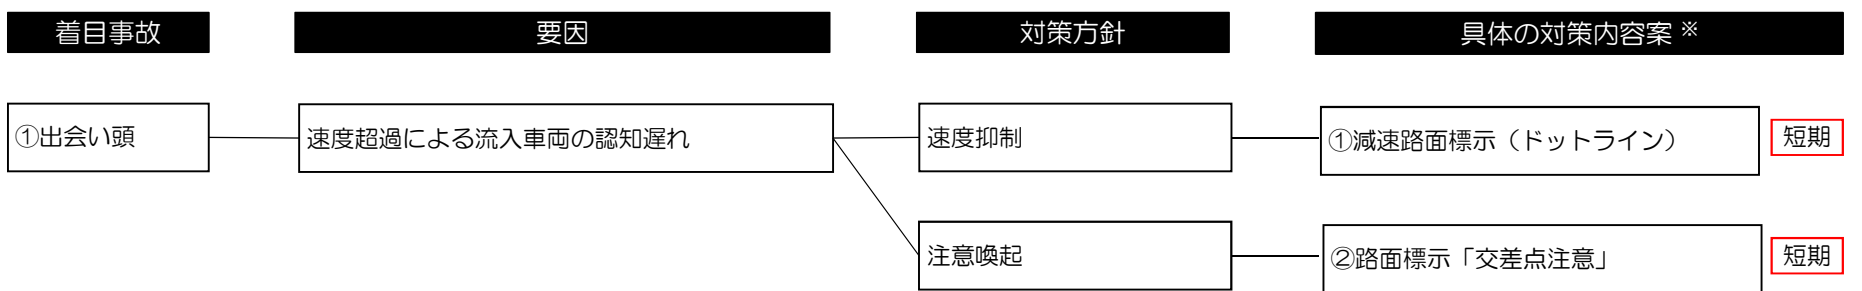 着目事故
要因
対策方針
具体の対策内容案※
①出会い頭
速度超過による流入車両の認知遅れ
速度抑制
①減速路面標示（ドットライン）
短期
注意喚起
②路面標示「交差点注意」
短期